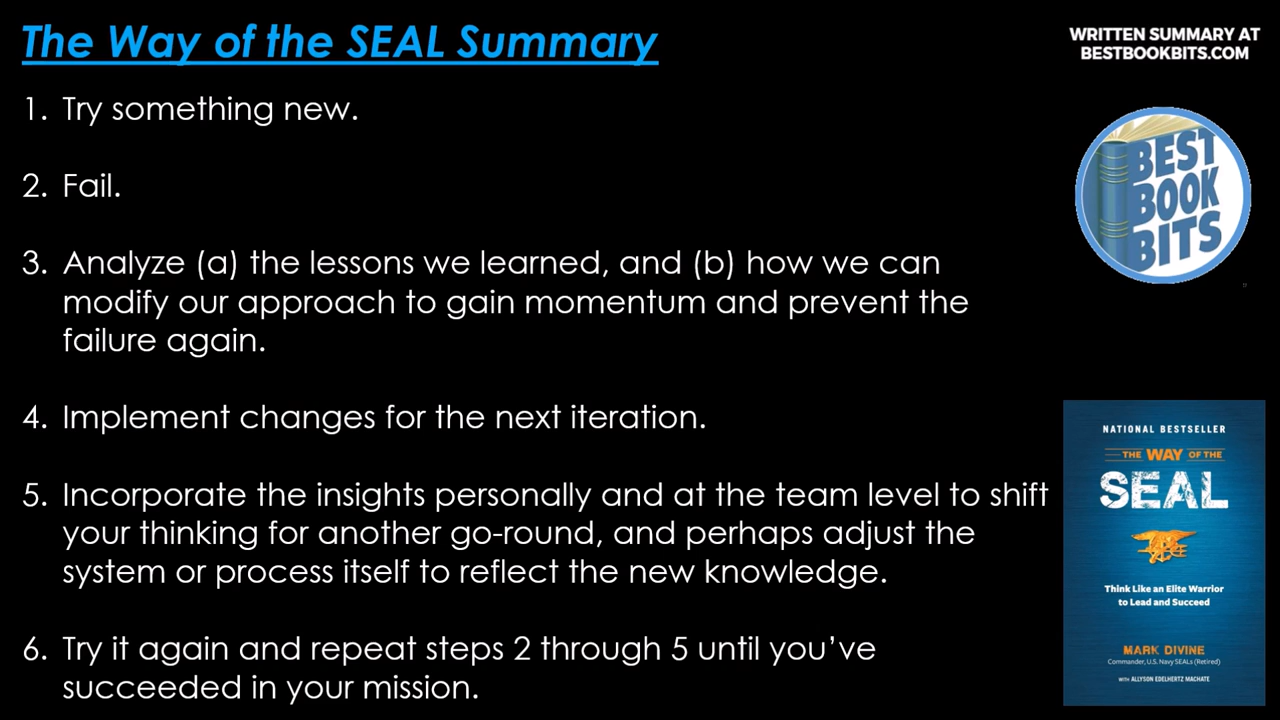 The Way of the SEAL Summary
WRITTEN SUMMARY AT
BESTBOOKBITS.COM
1. Try something new.
2. Fail.
3. Analyze (a) the lessons we learned, and (b) how we can
modify our approach to gain momentum and prevent the
failure again.
4. Implement changes for the next iteration.
5. Incorporate the insights personally and at the team level to shift
your thinking for another go-round, and perhaps adjust the
system or process itself to reflect the new knowledge.
6. Try it again and repeat steps 2 through 5 until you’ve
succeeded in your mission.
BEST
BOOK
BITS
NATIONAL BESTSELLER
THE WAY OF THE
SEAL
Think Like an Elite Warrior
to Lead and Succeed
MARK DIVINE
Commander, U.S. Navy SEALs (Retired)
WITH ALLYSON EDELHERTZ MACHATE